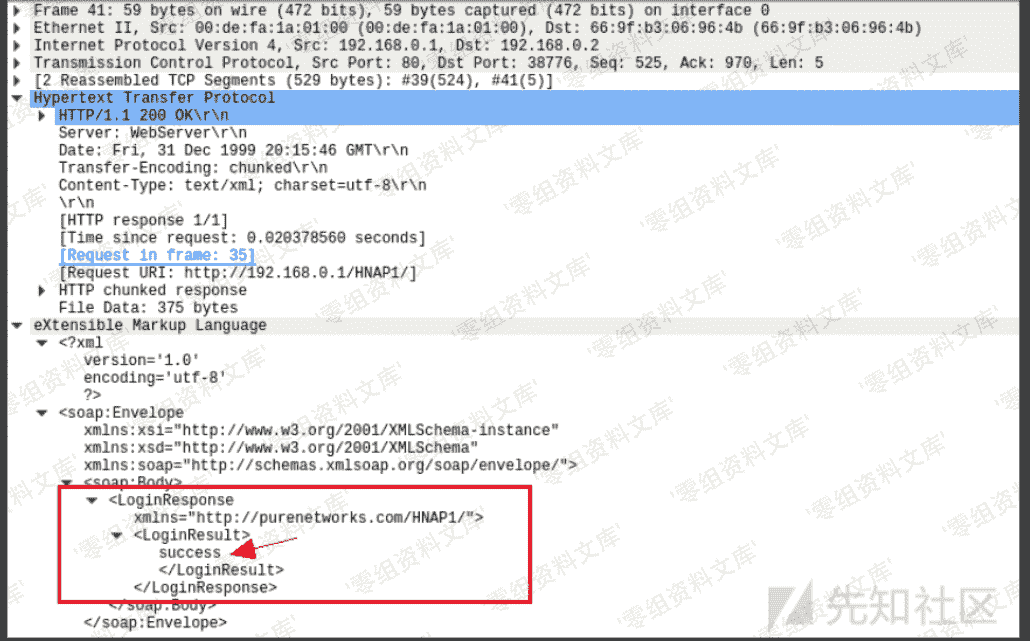 Frame 41: 59 bytes on wire (472 bits), 59 bytes captured (472 bits) on interface 0
Ethernet II, Src: 00:de:fa:1a:01:00 (00:de:fa:1a:01:00), Dst: 66:9f:b3:06:96:4b (66:9f:b3:06:96:4b)
Internet Protocol Version 4, Src: 192.168.0.1, Dst: 192.168.0.2
Transmission Control Protocol, Src Port: 80, Dst Port: 38776, Seq: 525, Ack: 970, Len: 5
[2 Reassembled TCP Segments (529 bytes): #39(524), #41(5)]
Hypertext Transfer Protocol
HTTP/1.1 200 OK\r\n
Server: WebServer\r\n
Date: Fri, 31 Dec 1999 20:15:46 GMT\r\n
Transfer-Encoding: chunked\r\n
Content-Type: text/xml; charset=utf-8\r\n
\r\n
[HTTP response 1/1]
[Time since request: 0.020378560 seconds]
[Request in frame: 35]
[Request URI: http://192.168.0.1/HNAP1/]
HTTP chunked response
File Data: 375 bytes
eXtensible Markup Language
<?xml
version='1.0'
encoding='utf-8'
?>
<soap:Envelope
xmlns:xsi="http://www.w3.org/2001/XMLSchema-instance"
xmlns:xsd="http://www.w3.org/2001/XMLSchema"
xmlns:soap="http://schemas.xmlsoap.org/soap/envelope/">
<soap:Body>
<LoginResponse
xmlns="http://purenetworks.com/HNAP1/">
<LoginResult>
success
</LoginResult>
</LoginResponse>
</soap:Body>
</soap:Envelope>
'零组资料文库'
先知社区